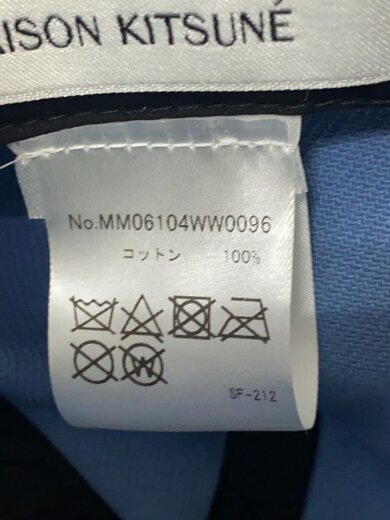 AISON KITSUNÉ
No.MM06104WW0096
コットン 100%
W
SF-212